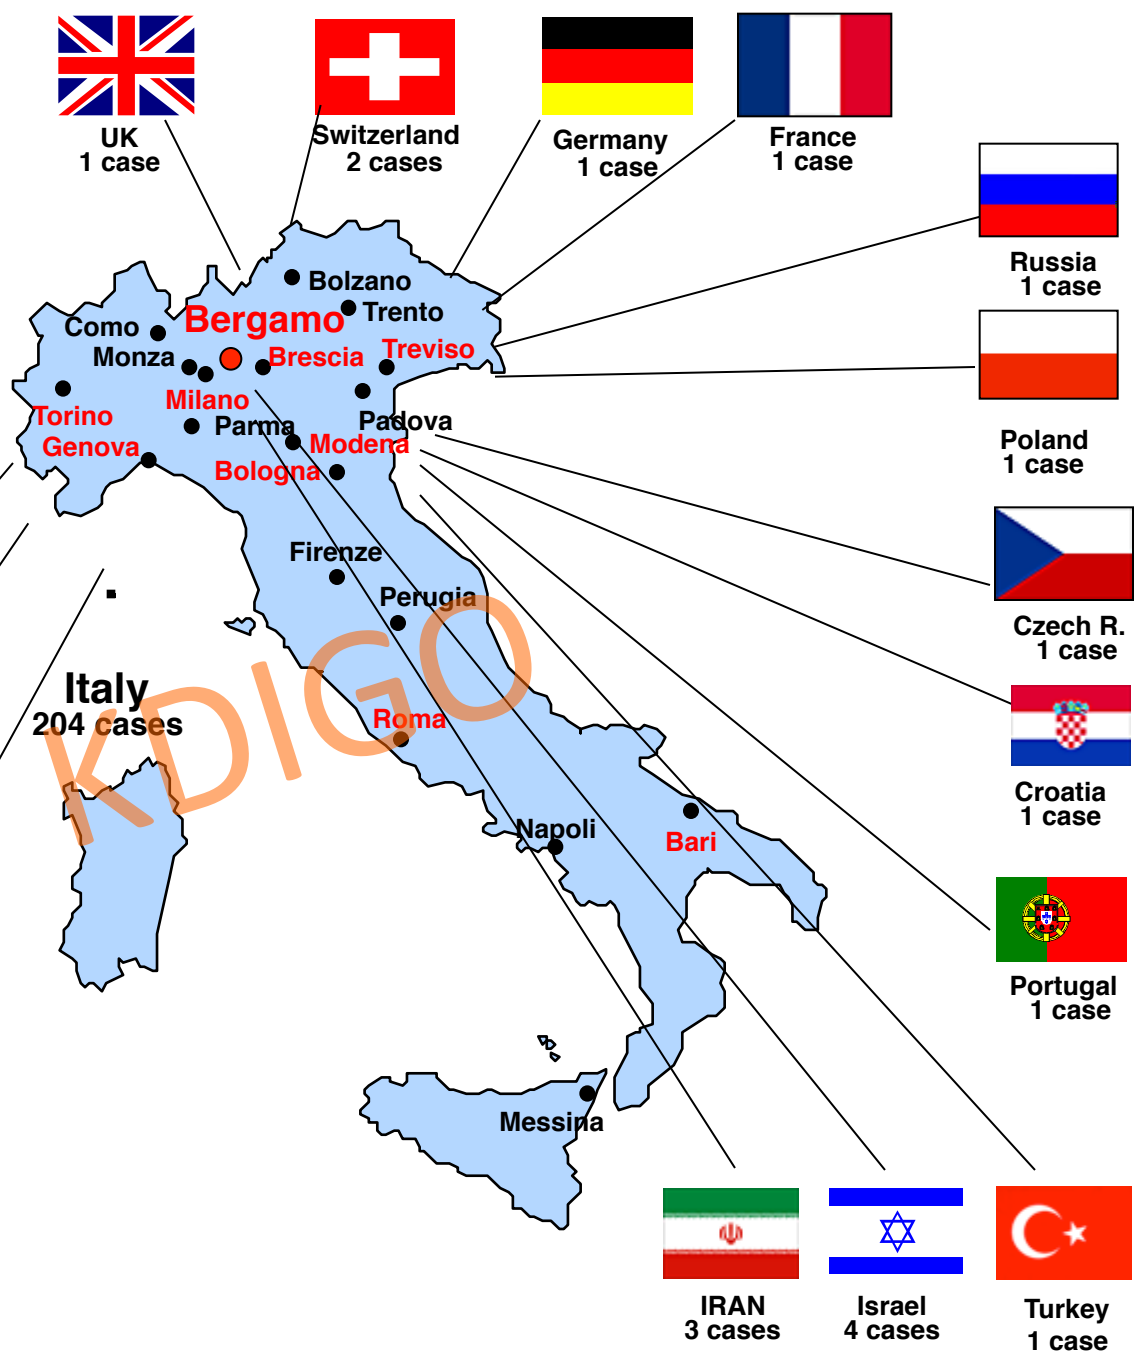 UK
1 case
Switzerland
2 cases
Germany
1 case
France
1 case
Russia
1 case
Bolzano
Trento
Como
Bergamo
Monza
Brescia
Treviso
Milano
Torino
Parma
Padova
Genova
Modena
Bologna
Poland
1 case
Firenze
Perugia
Czech R.
1 case
Italy
204 cases
KDIGO
Roma
Croatia
1 case
Napoli
Bari
Portugal
1 case
Messina
IRAN
3 cases
Israel
4 cases
Turkey
1 case